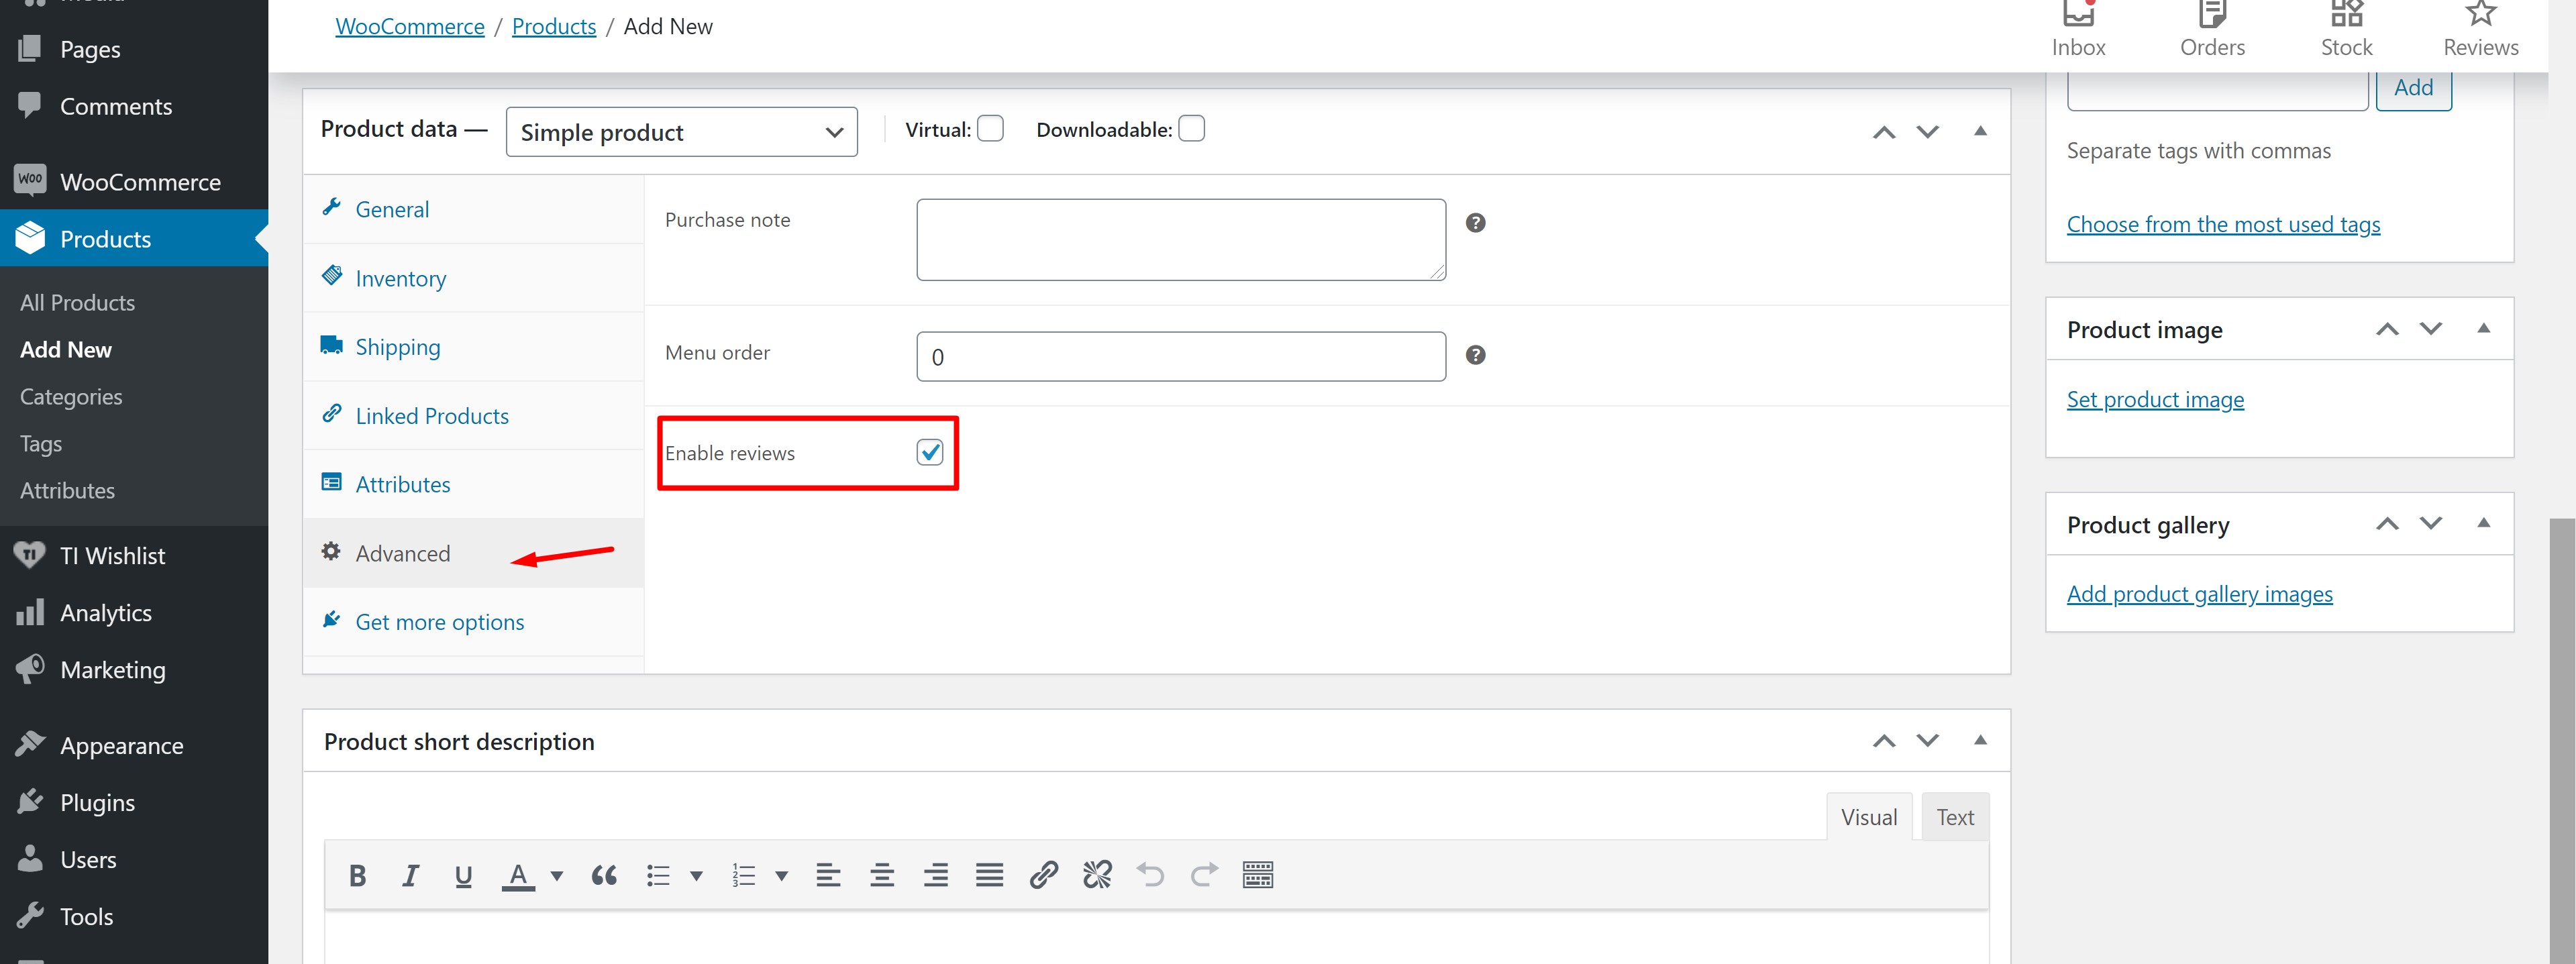 Pages
Comments
WOO WooCommerce
Products
All Products
Add New
Categories
Tags
Attributes
TI TI Wishlist
Analytics
Marketing
Appearance
Plugins
Users
Tools
WooCommerce / Products / Add New
Inbox
Orders
Stock
Reviews
Product data — Simple product Virtual: Downloadable:
General
Inventory
Shipping
Linked Products
Attributes
Advanced
Get more options
Purchase note ?
Menu order 0 ?
Enable reviews
Product short description
Visual Text
B I U A
Add
Separate tags with commas
Choose from the most used tags
Product image
Set product image
Product gallery
Add product gallery images